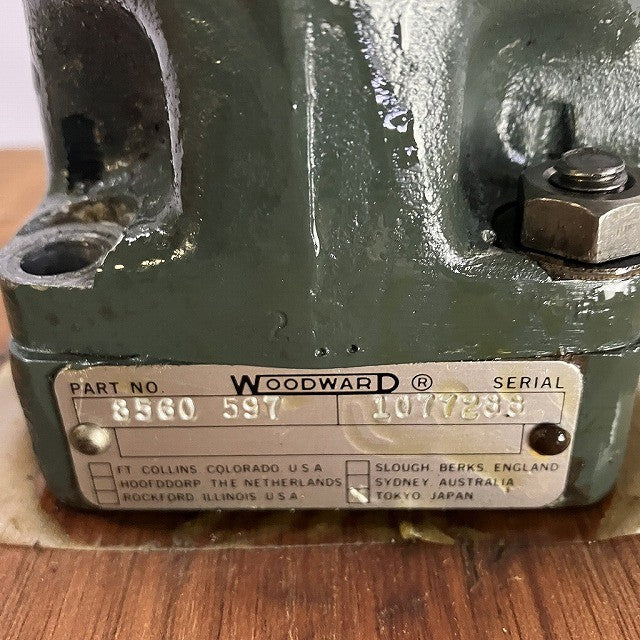 PART NO. WOODWARD ® SERIAL
8560 597 1077288
FT. COLLINS, COLORADO, U.S.A. SLOUGH, BERKS, ENGLAND
HOOFDDORP, THE NETHERLANDS SYDNEY, AUSTRALIA
ROCKFORD, ILLINOIS, U.S.A. TOKYO, JAPAN